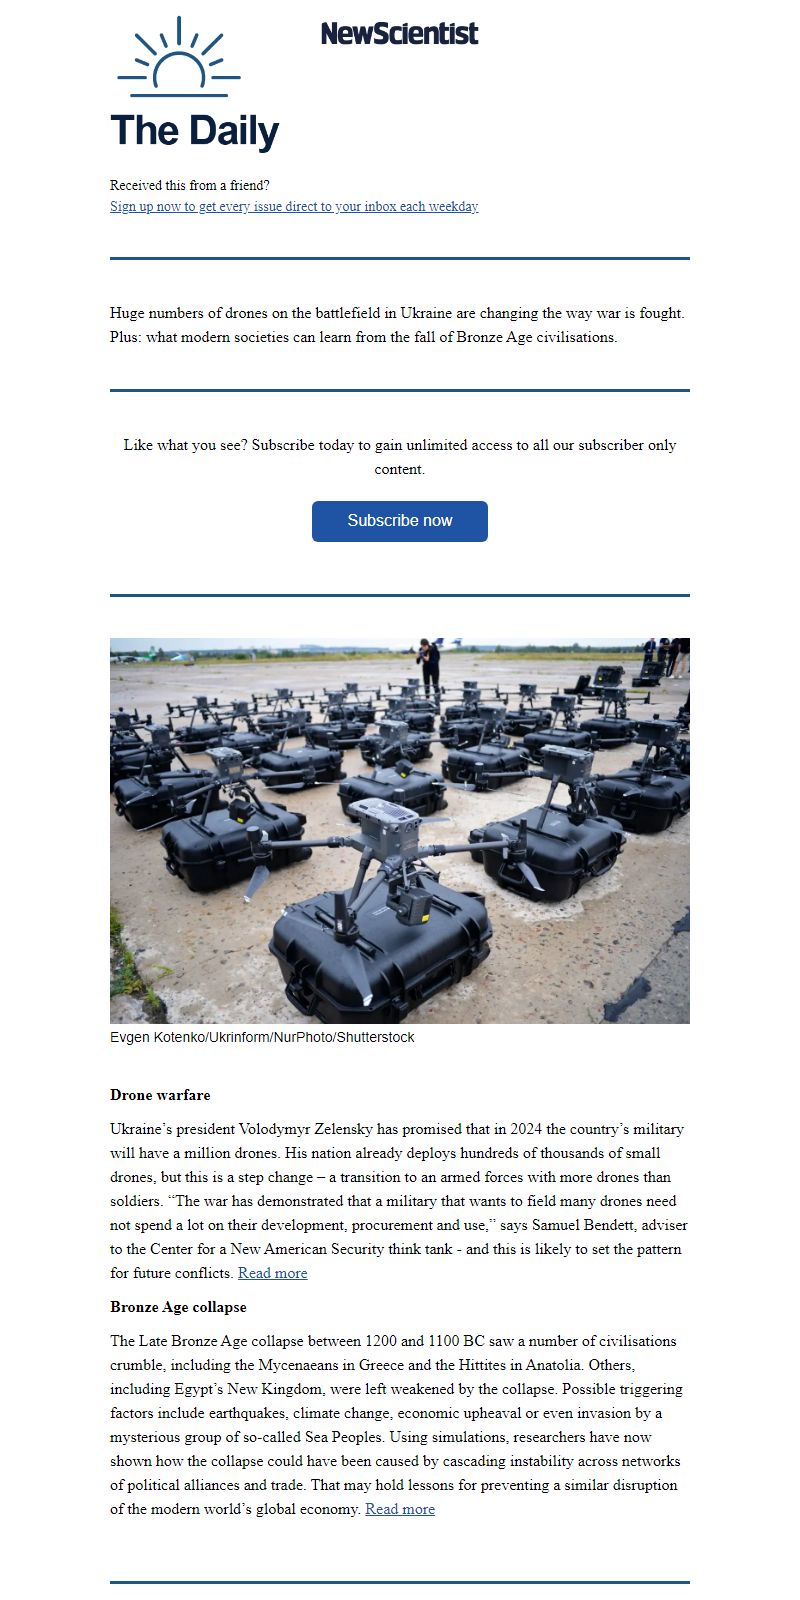 NewScientist
The Daily
Received this from a friend?
Sign up now to get every issue direct to your inbox each weekday
Huge numbers of drones on the battlefield in Ukraine are changing the way war is fought.
Plus: what modern societies can learn from the fall of Bronze Age civilisations.
Like what you see? Subscribe today to gain unlimited access to all our subscriber only
content.
Subscribe now
Evgen Kotenko/Ukrinform/NurPhoto/Shutterstock
Drone warfare
Ukraine’s president Volodymyr Zelensky has promised that in 2024 the country’s military
will have a million drones. His nation already deploys hundreds of thousands of small
drones, but this is a step change – a transition to an armed forces with more drones than
soldiers. “The war has demonstrated that a military that wants to field many drones need
not spend a lot on their development, procurement and use,” says Samuel Bendett, adviser
to the Center for a New American Security think tank - and this is likely to set the pattern
for future conflicts. Read more
Bronze Age collapse
The Late Bronze Age collapse between 1200 and 1100 BC saw a number of civilisations
crumble, including the Mycenaeans in Greece and the Hittites in Anatolia. Others,
including Egypt’s New Kingdom, were left weakened by the collapse. Possible triggering
factors include earthquakes, climate change, economic upheaval or even invasion by a
mysterious group of so-called Sea Peoples. Using simulations, researchers have now
shown how the collapse could have been caused by cascading instability across networks
of political alliances and trade. That may hold lessons for preventing a similar disruption
of the modern world’s global economy. Read more